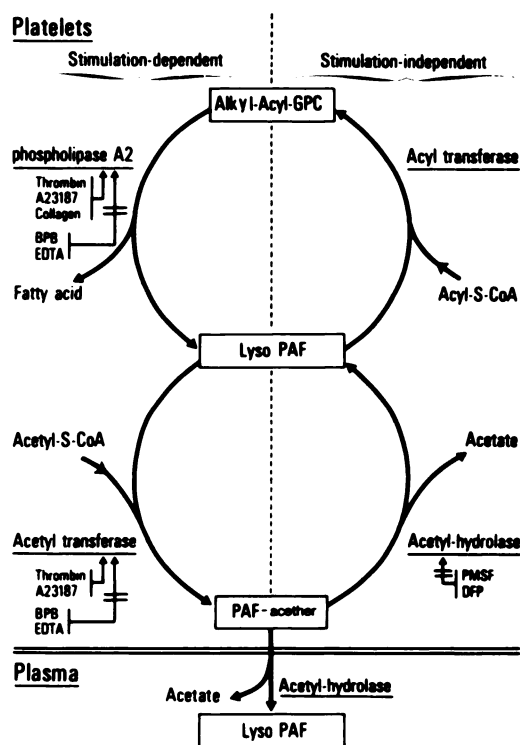 Platelets
Stimulation-dependent
Stimulation-independent
Alkyl-Acyl-GPC
phospholipase A2
Thrombin
A23187
Collagen
BPB
EDTA
Fatty acid
Acyl transferase
Acyl-S-CoA
Lyso PAF
Acetyl-S-CoA
Acetate
Acetyl transferase
Thrombin
A23187
BPB
EDTA
Acetyl-hydrolase
PMSF
DFP
PAF-acether
Plasma
Acetate
Acetyl-hydrolase
Lyso PAF